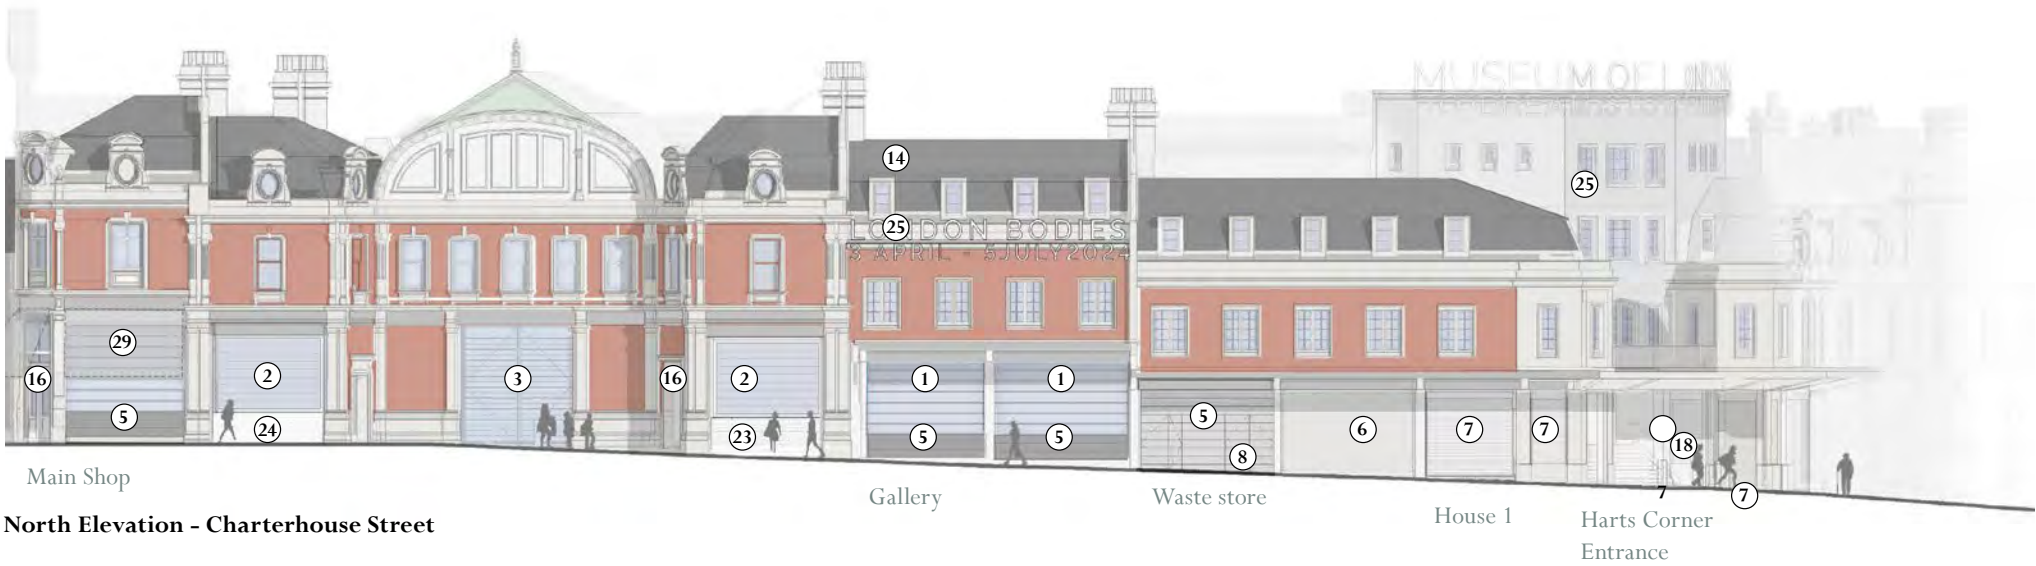 MUSEUM OF LONDON
14
25
25
LONDON BODIES
3 APRIL - 5 JULY 2024
29
16
2
3
16
2
1
1
5
24
23
5
5
5
8
6
7
7
18
7
7
Main Shop
Gallery
Waste store
House 1
Harts Corner
Entrance
North Elevation - Charterhouse Street